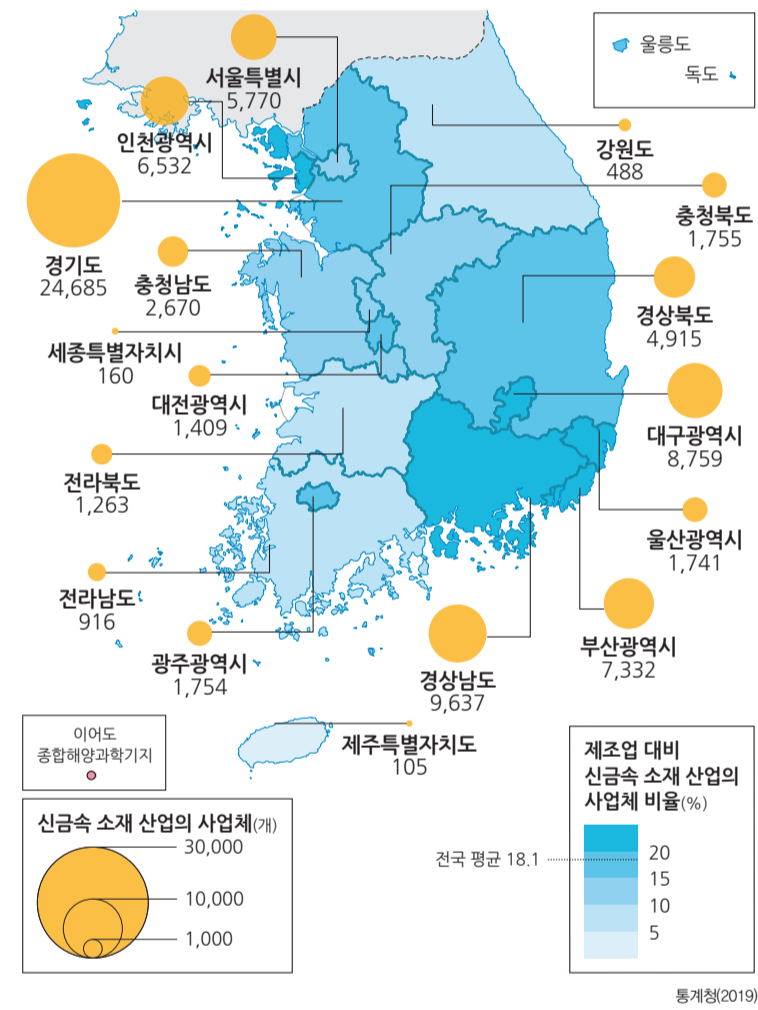 울릉도
독도
서울특별시
5,770
인천광역시
6,532
강원도
488
충청북도
1,755
경기도
24,685
충청남도
2,670
경상북도
4,915
세종특별자치시
160
대전광역시
1,409
대구광역시
8,759
전라북도
1,263
울산광역시
1,741
전라남도
916
광주광역시
1,754
경상남도
9,637
부산광역시
7,332
제주특별자치도
105
이어도
종합해양과학기지
신금속 소재 산업의 사업체(개)
30,000
10,000
1,000
제조업 대비
신금속 소재 산업의
사업체 비율(%)
전국 평균 18.1
20
15
10
5
통계청(2019)